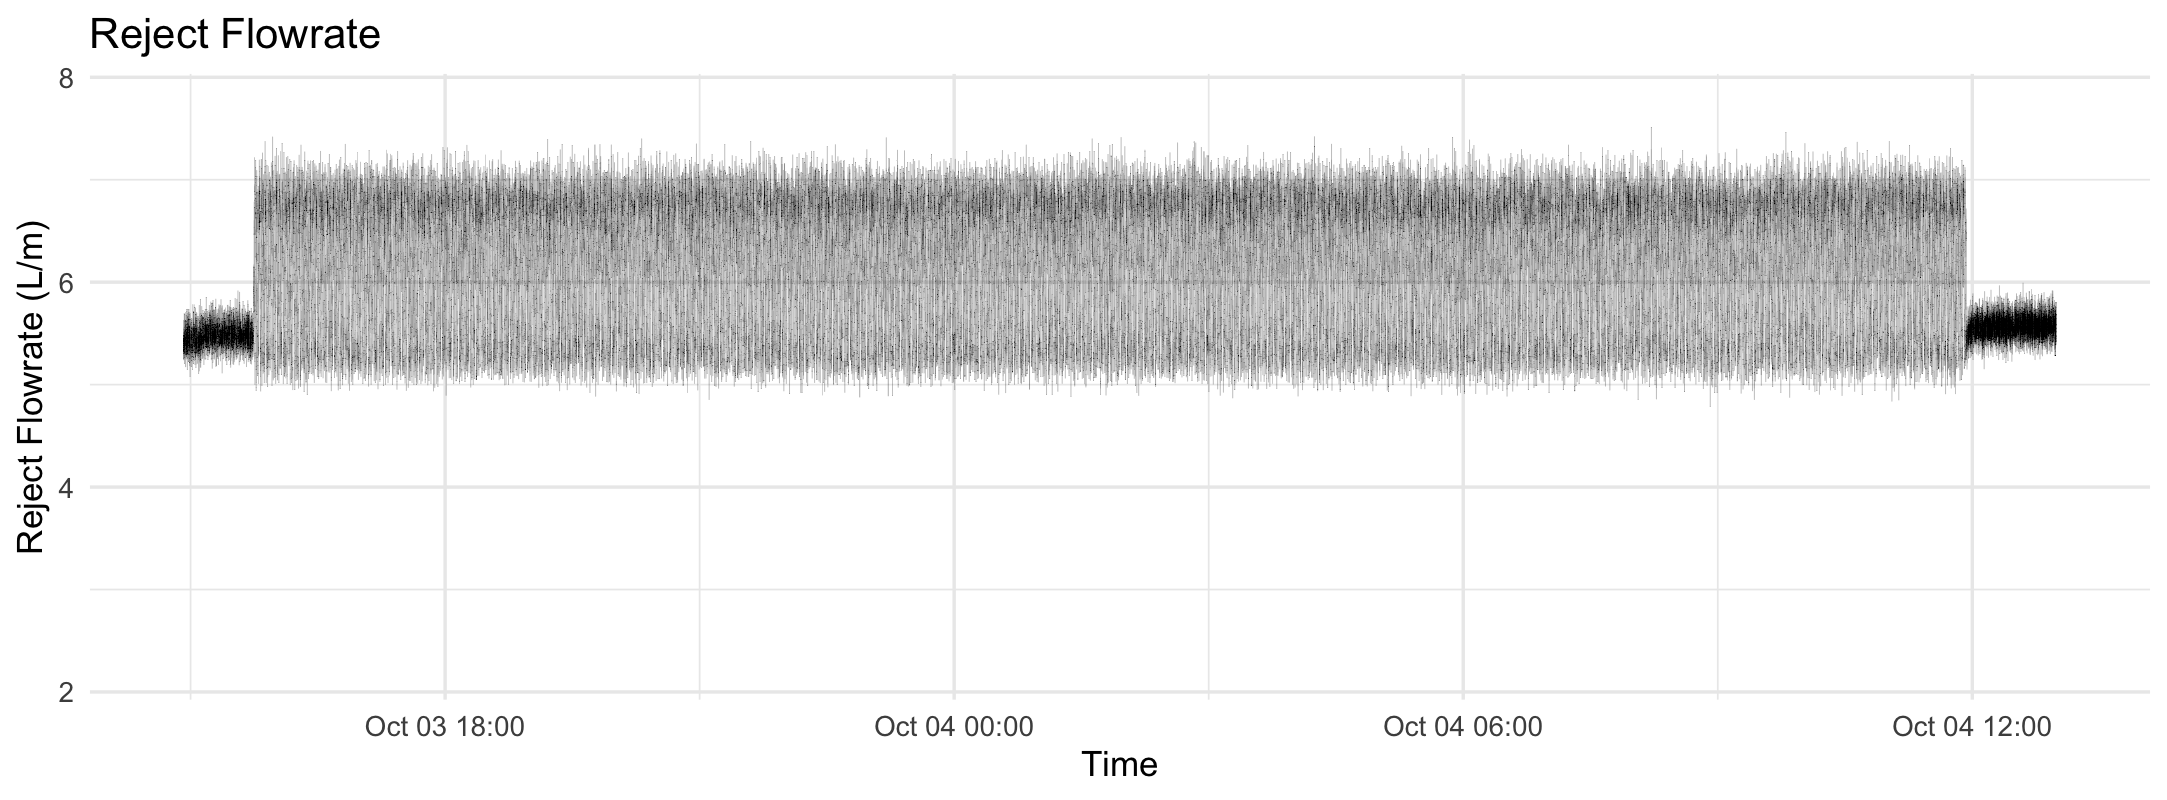 Reject Flowrate
8
6
4
2
Reject Flowrate (L/m)
Oct 03 18:00
Oct 04 00:00
Oct 04 06:00
Oct 04 12:00
Time